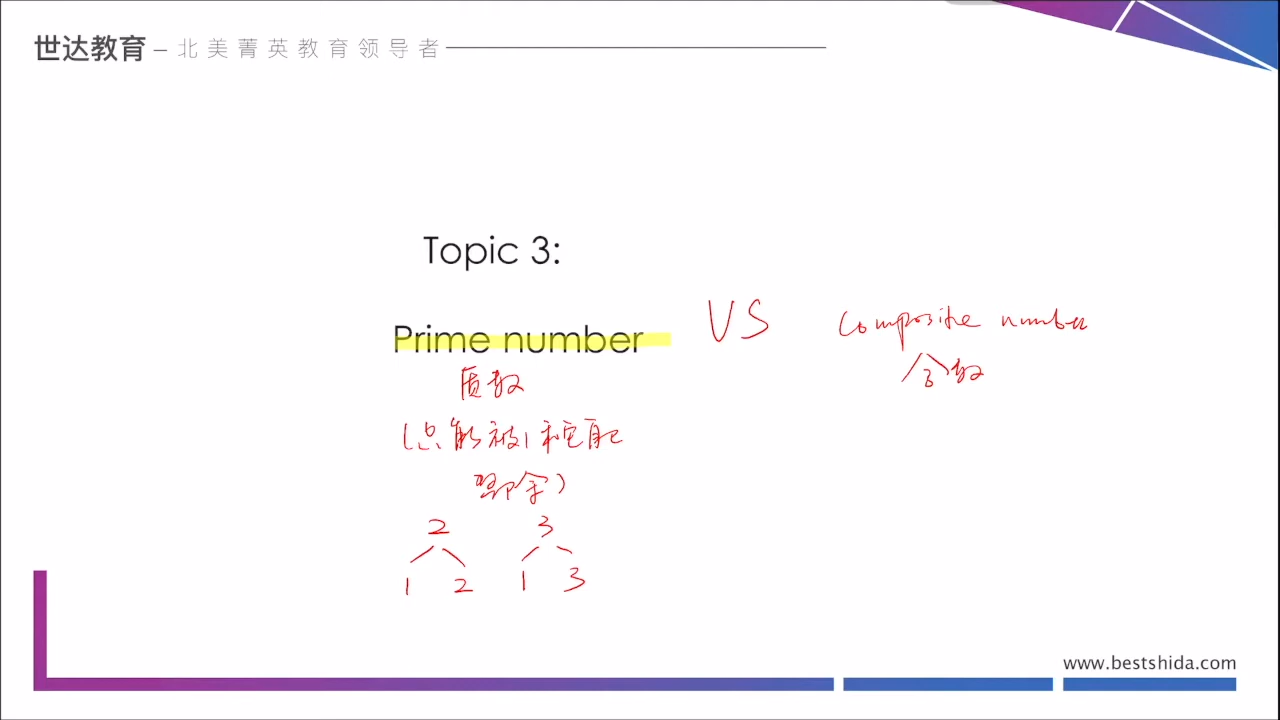 世达教育 – 北美菁英教育领导者
Topic 3:
Prime number VS Composite number
质数 合数
(只能被1和它自己
整除)
2 3
1 2 1 3
www.bestshida.com